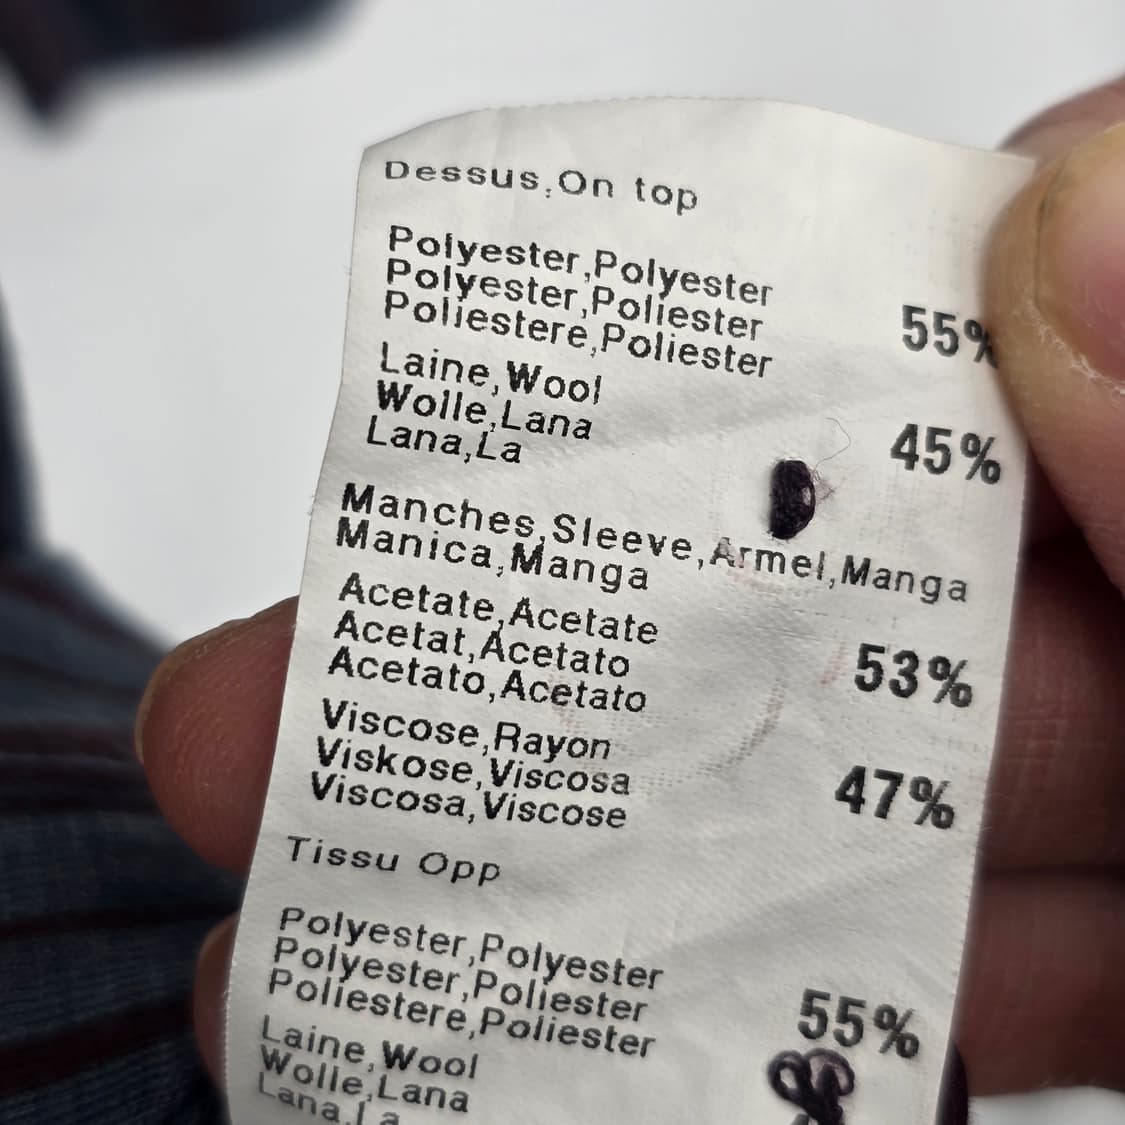 Dessus,On top
Polyester,Polyester
Polyester,Poliester
Poliestere,Poliester
55%
Laine,Wool
Wolle,Lana
Lana,La
45%
Manches,Sleeve,Armel,Manga
Manica,Manga
Acetate,Acetate
Acetat,Acetato
Acetato,Acetato
53%
Viscose,Rayon
Viskose,Viscosa
Viscosa,Viscose
47%
Tissu Opp
Polyester,Polyester
Polyester,Poliester
Poliestere,Poliester
55%
Laine,Wool
Wolle,Lana
Lana,La